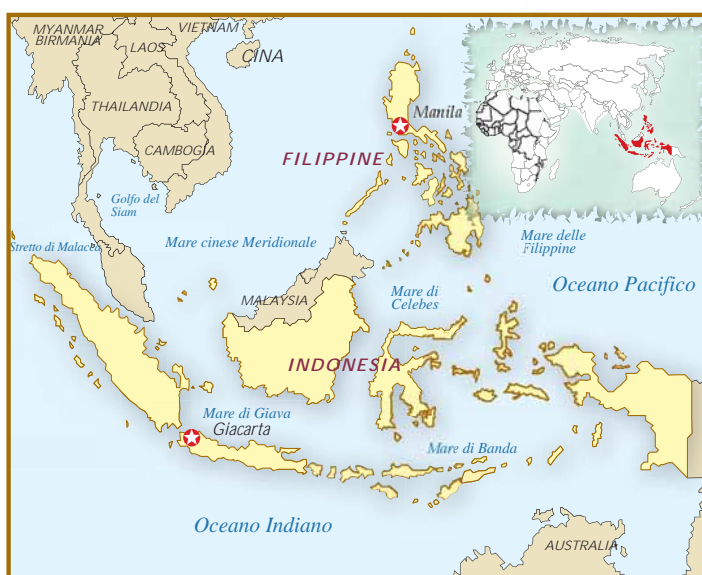 MYANMAR
BIRMANIA
VIETNAM
LAOS
CINA
THAILANDIA
Manila
CAMBOGIA
FILIPPINE
Golfo del
Siam
Mare cinese Meridionale
Stretto di Malacca
Mare delle
Filippine
Oceano Pacifico
MALAYSIA
Mare di
Celebes
INDONESIA
Mare di Giava
Giacarta
Mare di Banda
Oceano Indiano
AUSTRALIA